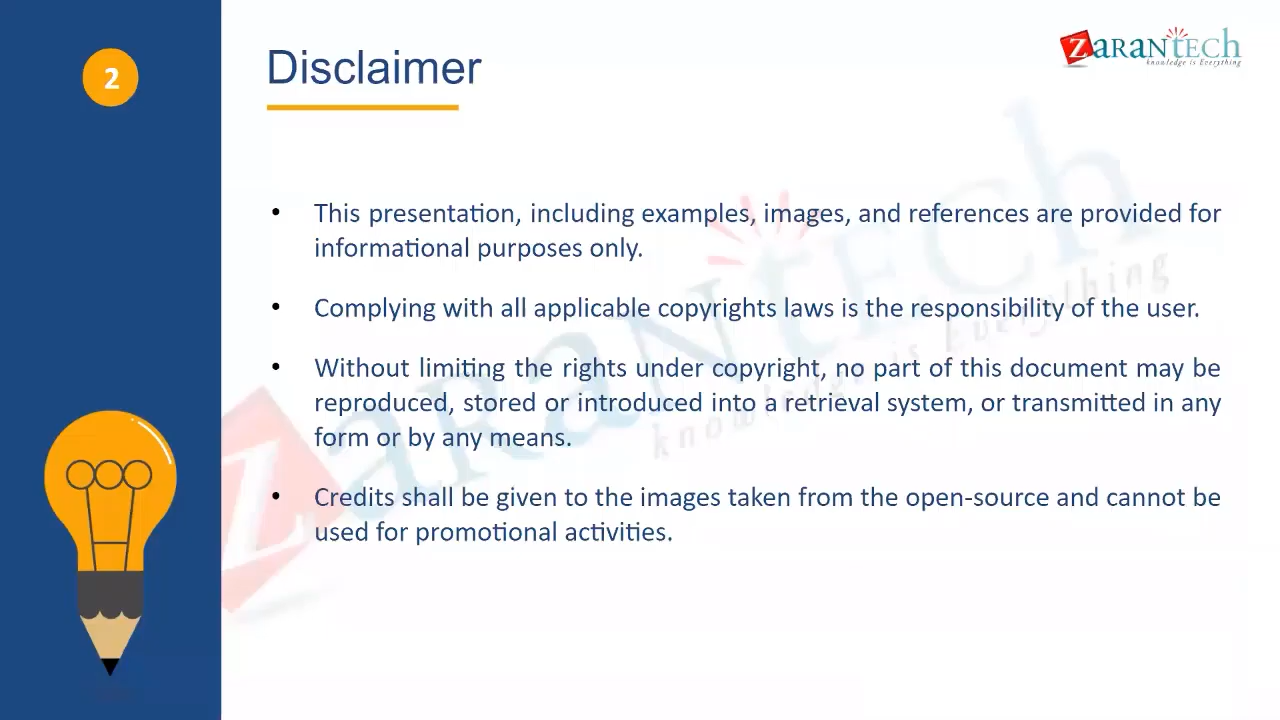 2
Disclaimer
ZARANTECH
knowledge is Everything
• This presentation, including examples, images, and references are provided for
informational purposes only.
• Complying with all applicable copyrights laws is the responsibility of the user.
• Without limiting the rights under copyright, no part of this document may be
reproduced, stored or introduced into a retrieval system, or transmitted in any
form or by any means.
• Credits shall be given to the images taken from the open-source and cannot be
used for promotional activities.
ZARANTECH
knowledge is Everything